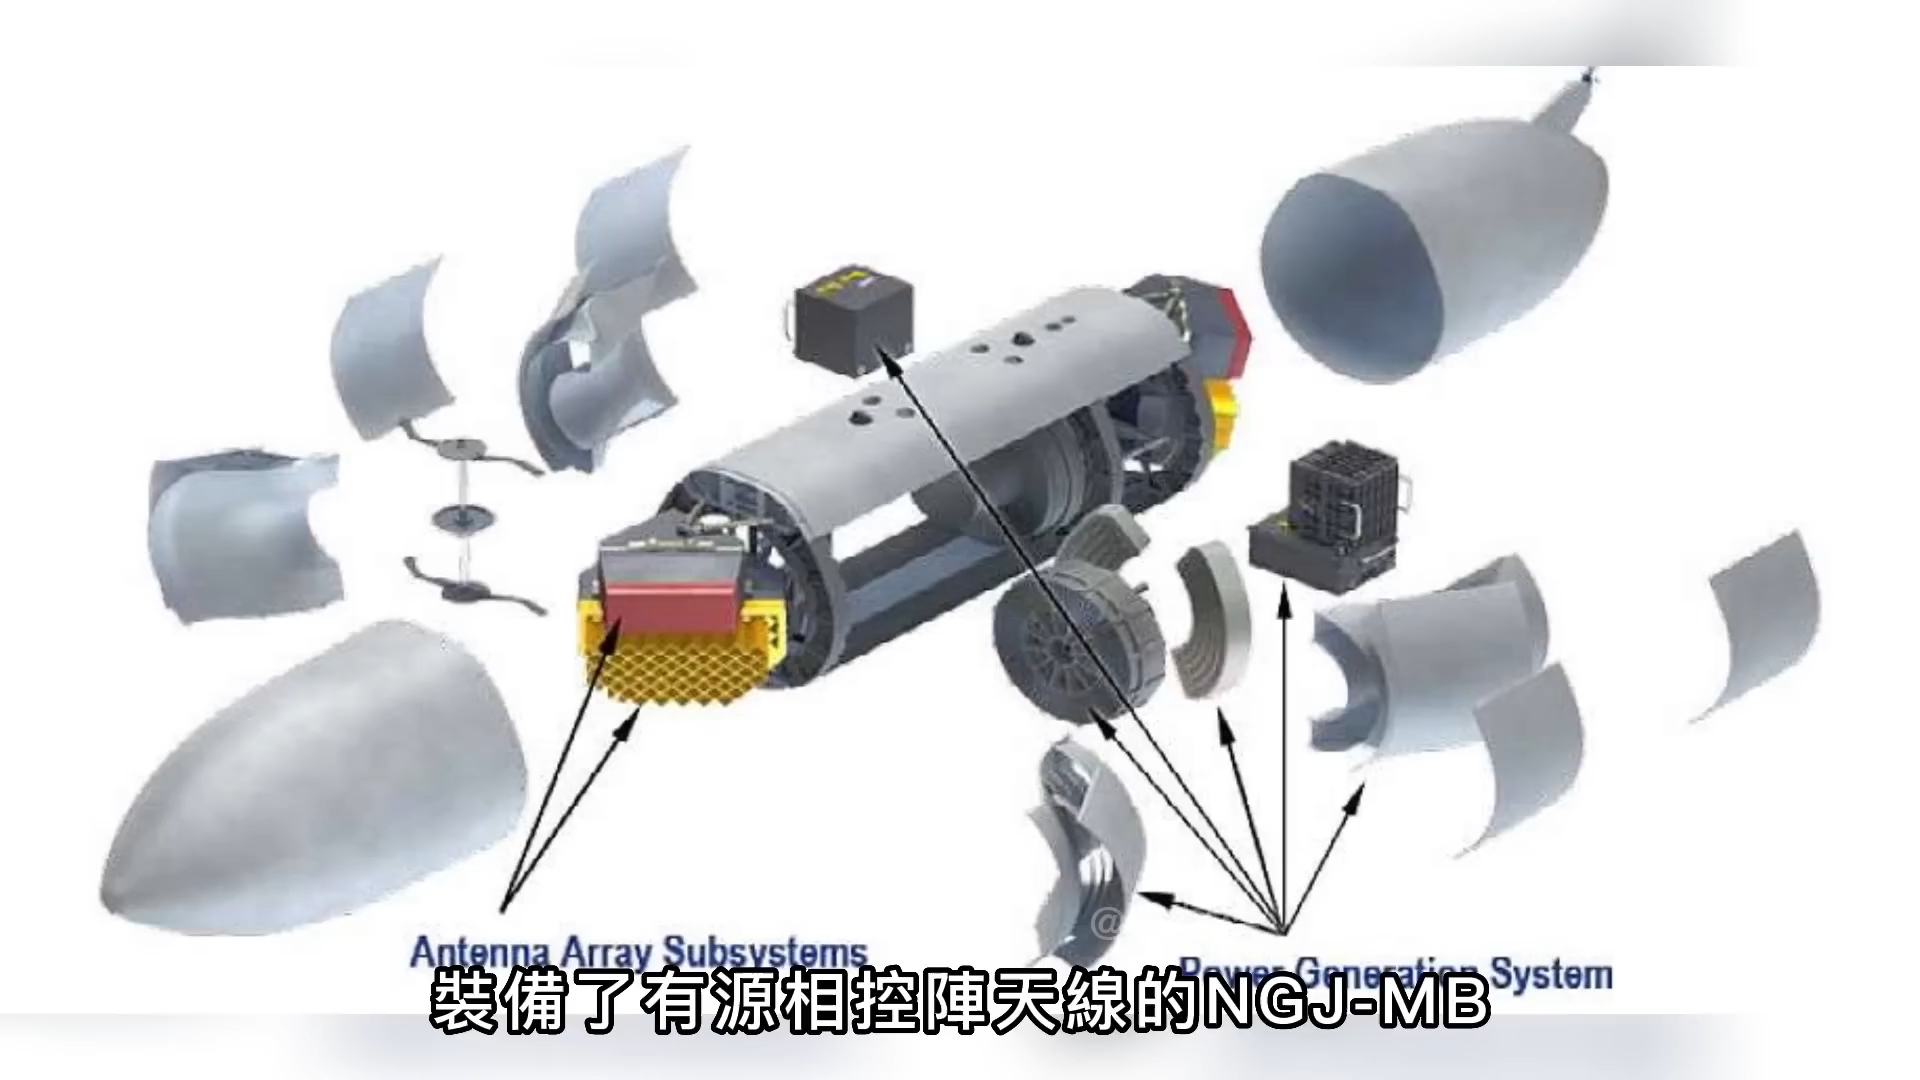 Antenna Array Subsystems
Power Generation System
裝備了有源相控陣天線的NGJ-MB
@